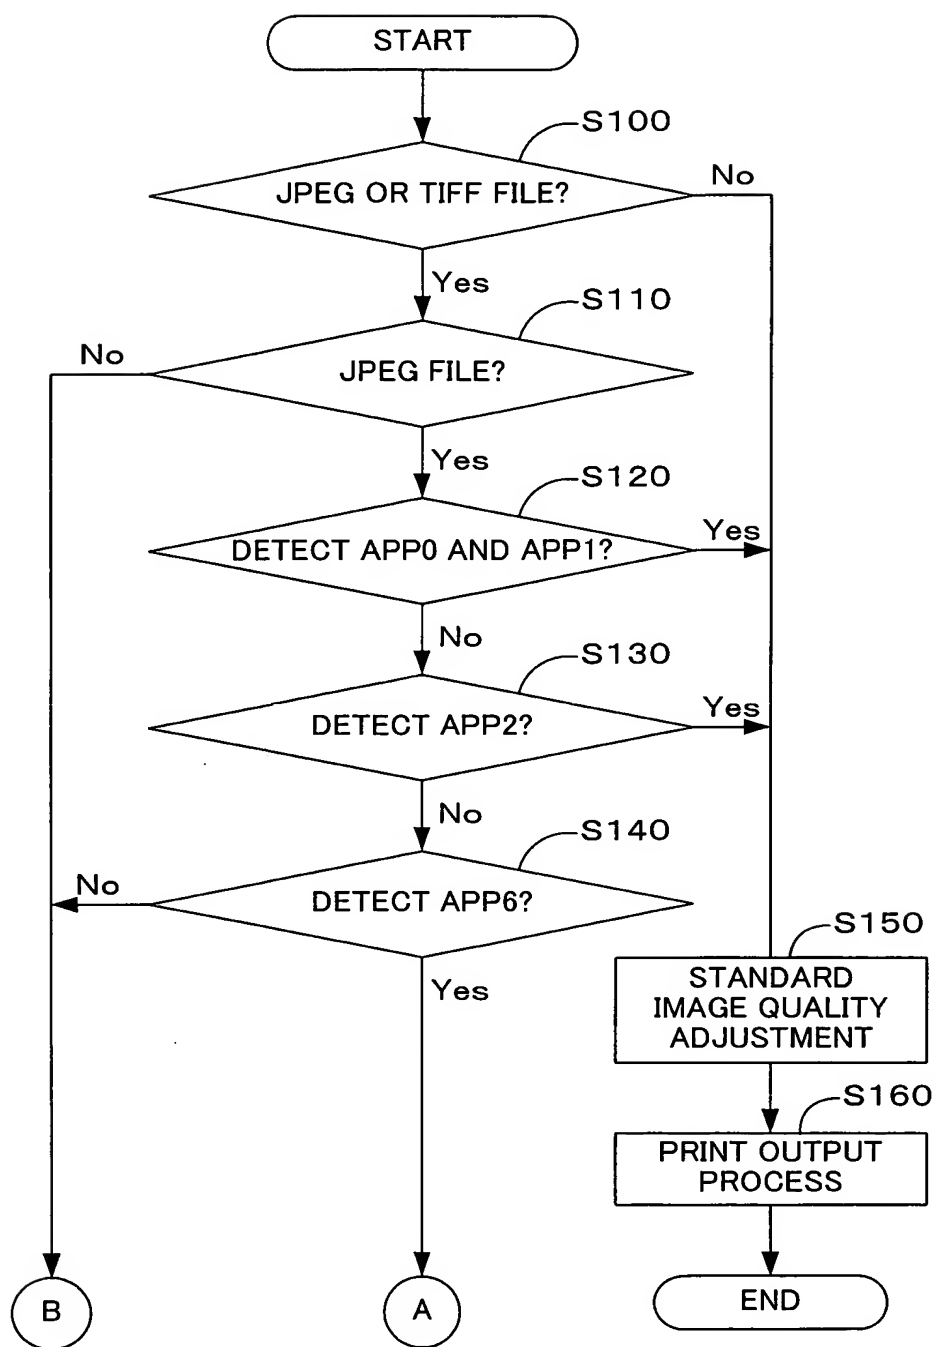 START
S100
JPEG OR TIFF FILE?
No
Yes
S110
No
JPEG FILE?
Yes
S120
DETECT APP0 AND APP1?
Yes
No
S130
DETECT APP2?
Yes
No
S140
No
DETECT APP6?
Yes
S150
STANDARD
IMAGE QUALITY
ADJUSTMENT
S160
PRINT OUTPUT
PROCESS
B
A
END